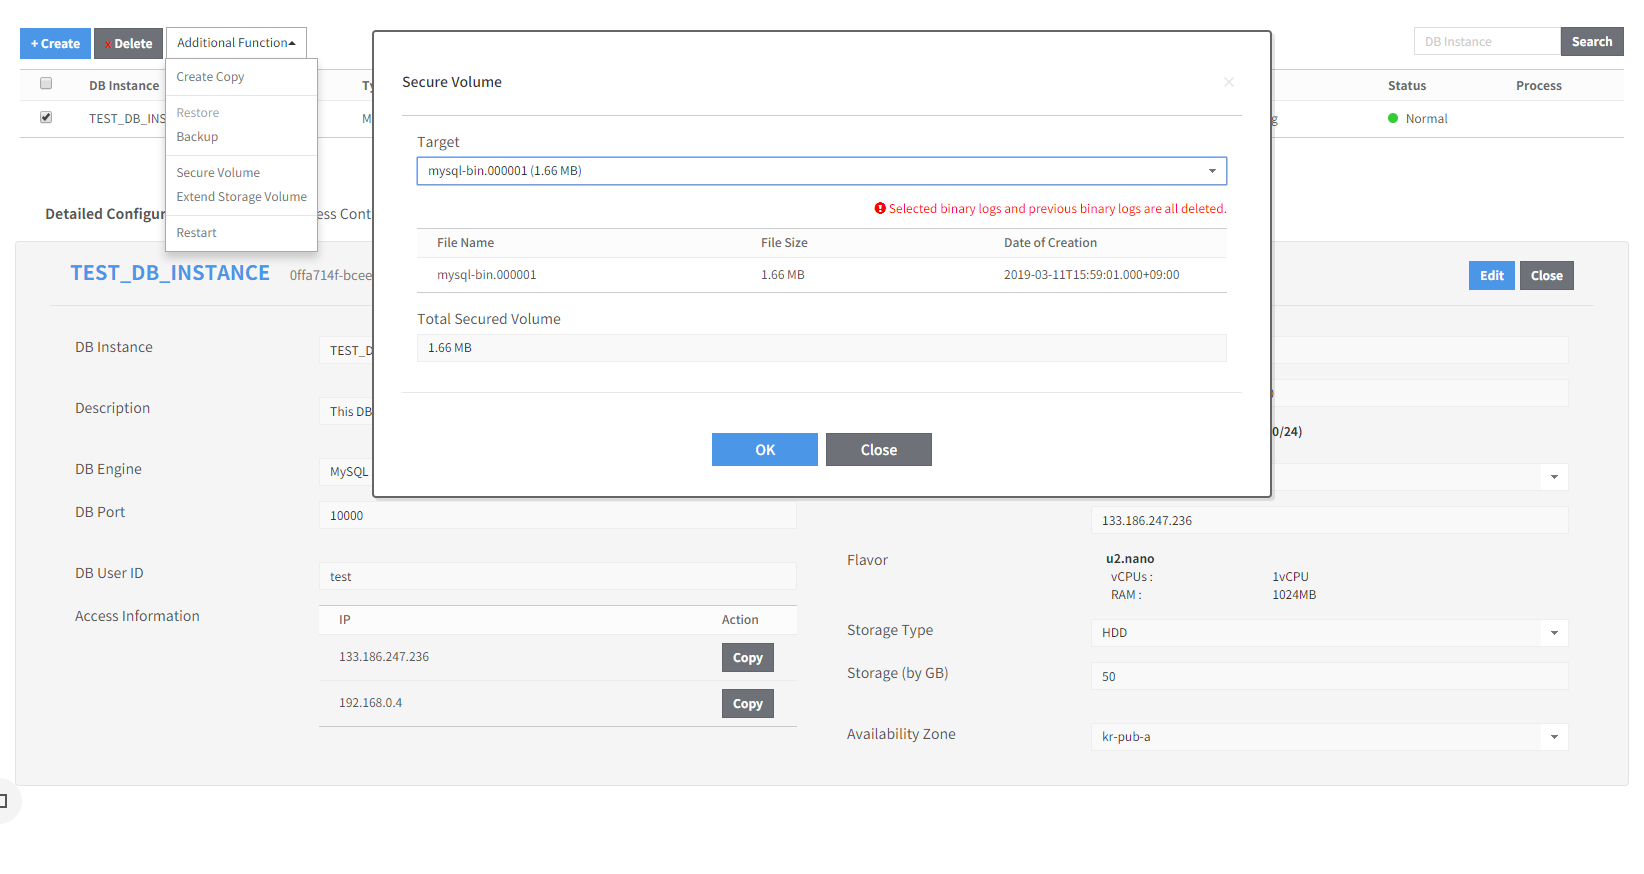 + Create
x Delete
Additional Function
DB Instance
Search
DB Instance
Status
Process
TEST_DB_INS
Normal
Create Copy
Restore
Backup
Secure Volume
Extend Storage Volume
Restart
Detailed Configur
ess Cont
Secure Volume
Target
mysql-bin.000001 (1.66 MB)
Selected binary logs and previous binary logs are all deleted.
File Name File Size Date of Creation
mysql-bin.000001 1.66 MB 2019-03-11T15:59:01.000+09:00
Total Secured Volume
1.66 MB
OK
Close
TEST_DB_INSTANCE 0ffa714f-bcee
Edit
Close
DB Instance
TEST_D
Description
This DB
0/24)
DB Engine
MySQL
DB Port
10000
133.186.247.236
DB User ID
test
Access Information
IP Action
133.186.247.236 Copy
192.168.0.4 Copy
Flavor
u2.nano
vCPUs : 1vCPU
RAM : 1024MB
Storage Type
HDD
Storage (by GB)
50
Availability Zone
kr-pub-a